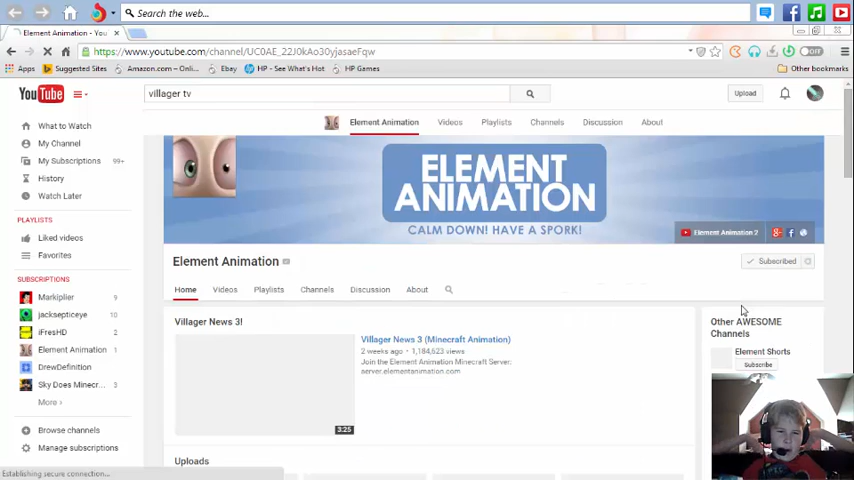 Search the web...
Element Animation - You
https://www.youtube.com/channel/UC0AE_22J0kAo30yjasaeFqw
Off
Apps Suggested Sites Amazon.com – Onli... Ebay HP - See What's Hot HP Games Other bookmarks
YouTube villager tv Upload
Element Animation Videos Playlists Channels Discussion About
What to Watch
My Channel
My Subscriptions 99+
History
Watch Later
PLAYLISTS
Liked videos
Favorites
SUBSCRIPTIONS
Markiplier 9
jacksepticeye 10
iFresHD 2
Element Animation 1
DrewDefinition
Sky Does Minecr... 3
More ›
Browse channels
Manage subscriptions
ELEMENT
ANIMATION
CALM DOWN! HAVE A SPORK!
Element Animation 2
Element Animation
Subscribed
Home Videos Playlists Channels Discussion About
Villager News 3!
Villager News 3 (Minecraft Animation)
2 weeks ago • 1,184,623 views
Join the Element Animation Minecraft Server:
server.elementanimation.com
3:25
Uploads
Other AWESOME
Channels
Element Shorts
Subscribe
Establishing secure connection...